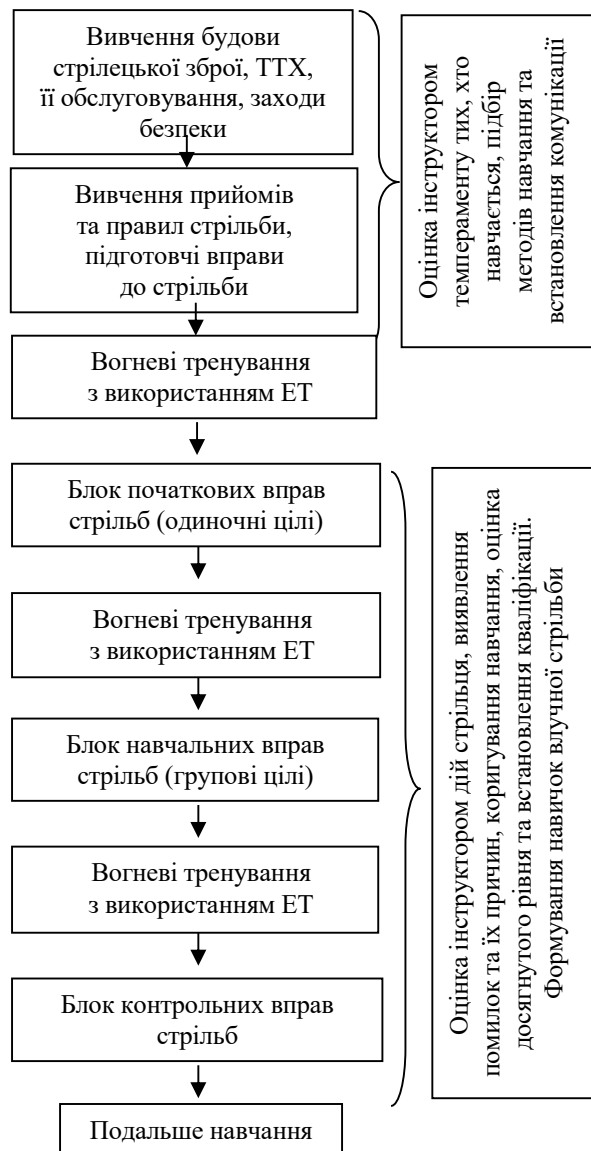 Вивчення будови
стрілецької зброї, ТТХ,
її обслуговування, заходи
безпеки
Вивчення прийомів
та правил стрільби,
підготовчі вправи
до стрільби
Вогневі тренування
з використанням ЕТ
Блок початкових вправ
стрільб (одиночні цілі)
Вогневі тренування
з використанням ЕТ
Блок навчальних вправ
стрільб (групові цілі)
Вогневі тренування
з використанням ЕТ
Блок контрольних вправ
стрільб
Подальше навчання
Оцінка інструктором
темпераменту тих, хто
навчається, підбір
методів навчання та
встановлення комунікації
Оцінка інструктором дій стрільця, виявлення
помилок та їх причин, коригування навчання, оцінка
досягнутого рівня та встановлення кваліфікації.
Формування навичок влучної стрільби